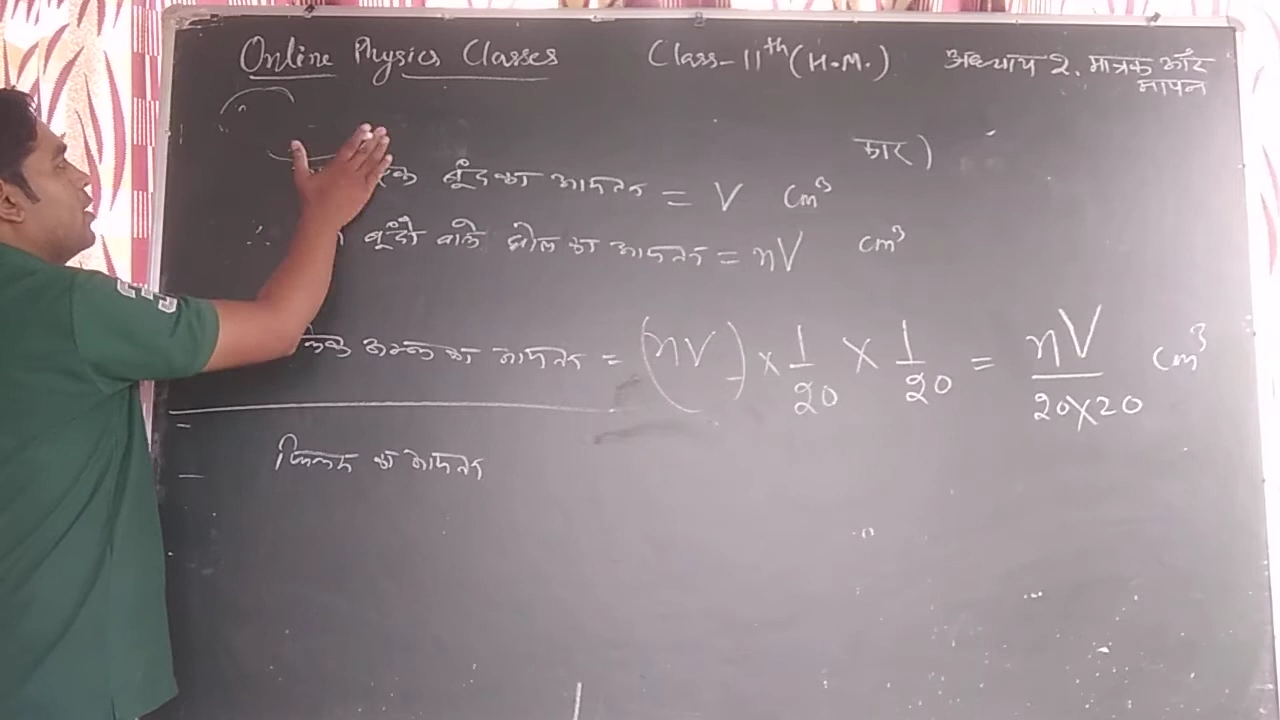 Online Physics Classes Class-11th (H.M.) अध्याय 2. मात्रक और
मापन
कार)
बूँद का आयतन = V cm³
∴ बूँदों वाले घोल का आयतन = nV cm³
अम्ल का आयतन = (nV) × 1/20 × 1/20 = nV/20×20 cm³
फिल्म का आयतन